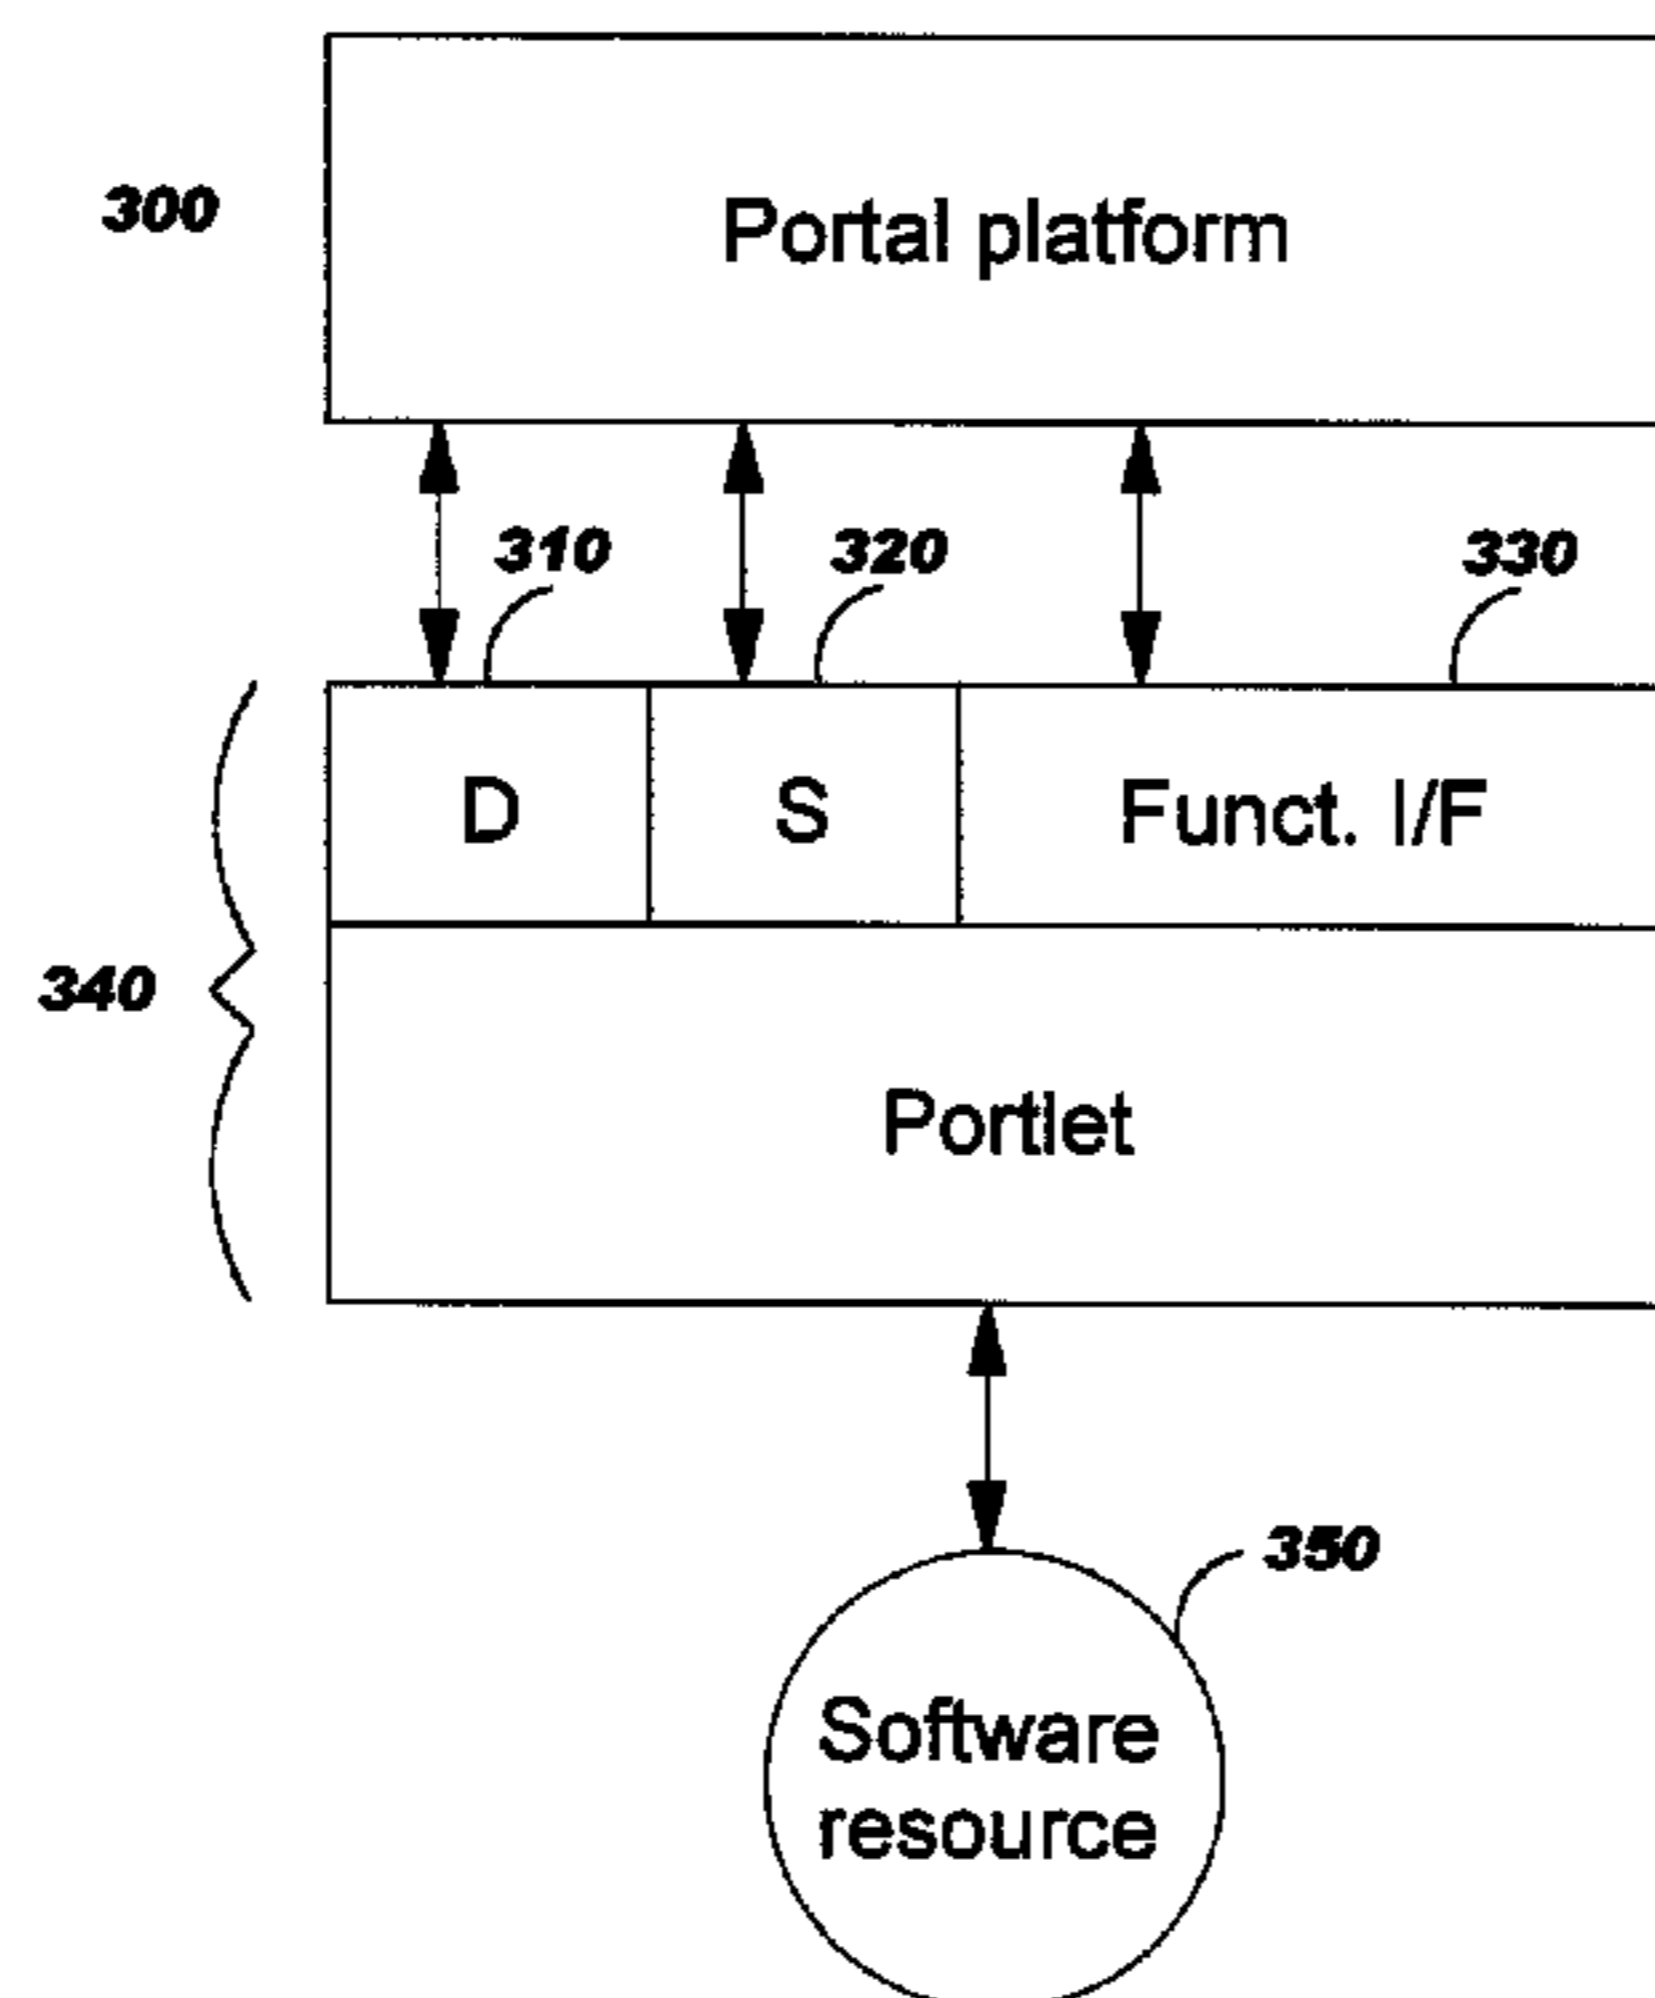 300
Portal platform
310
320
330
D
S
Funct. I/F
340
Portlet
350
Software
resource